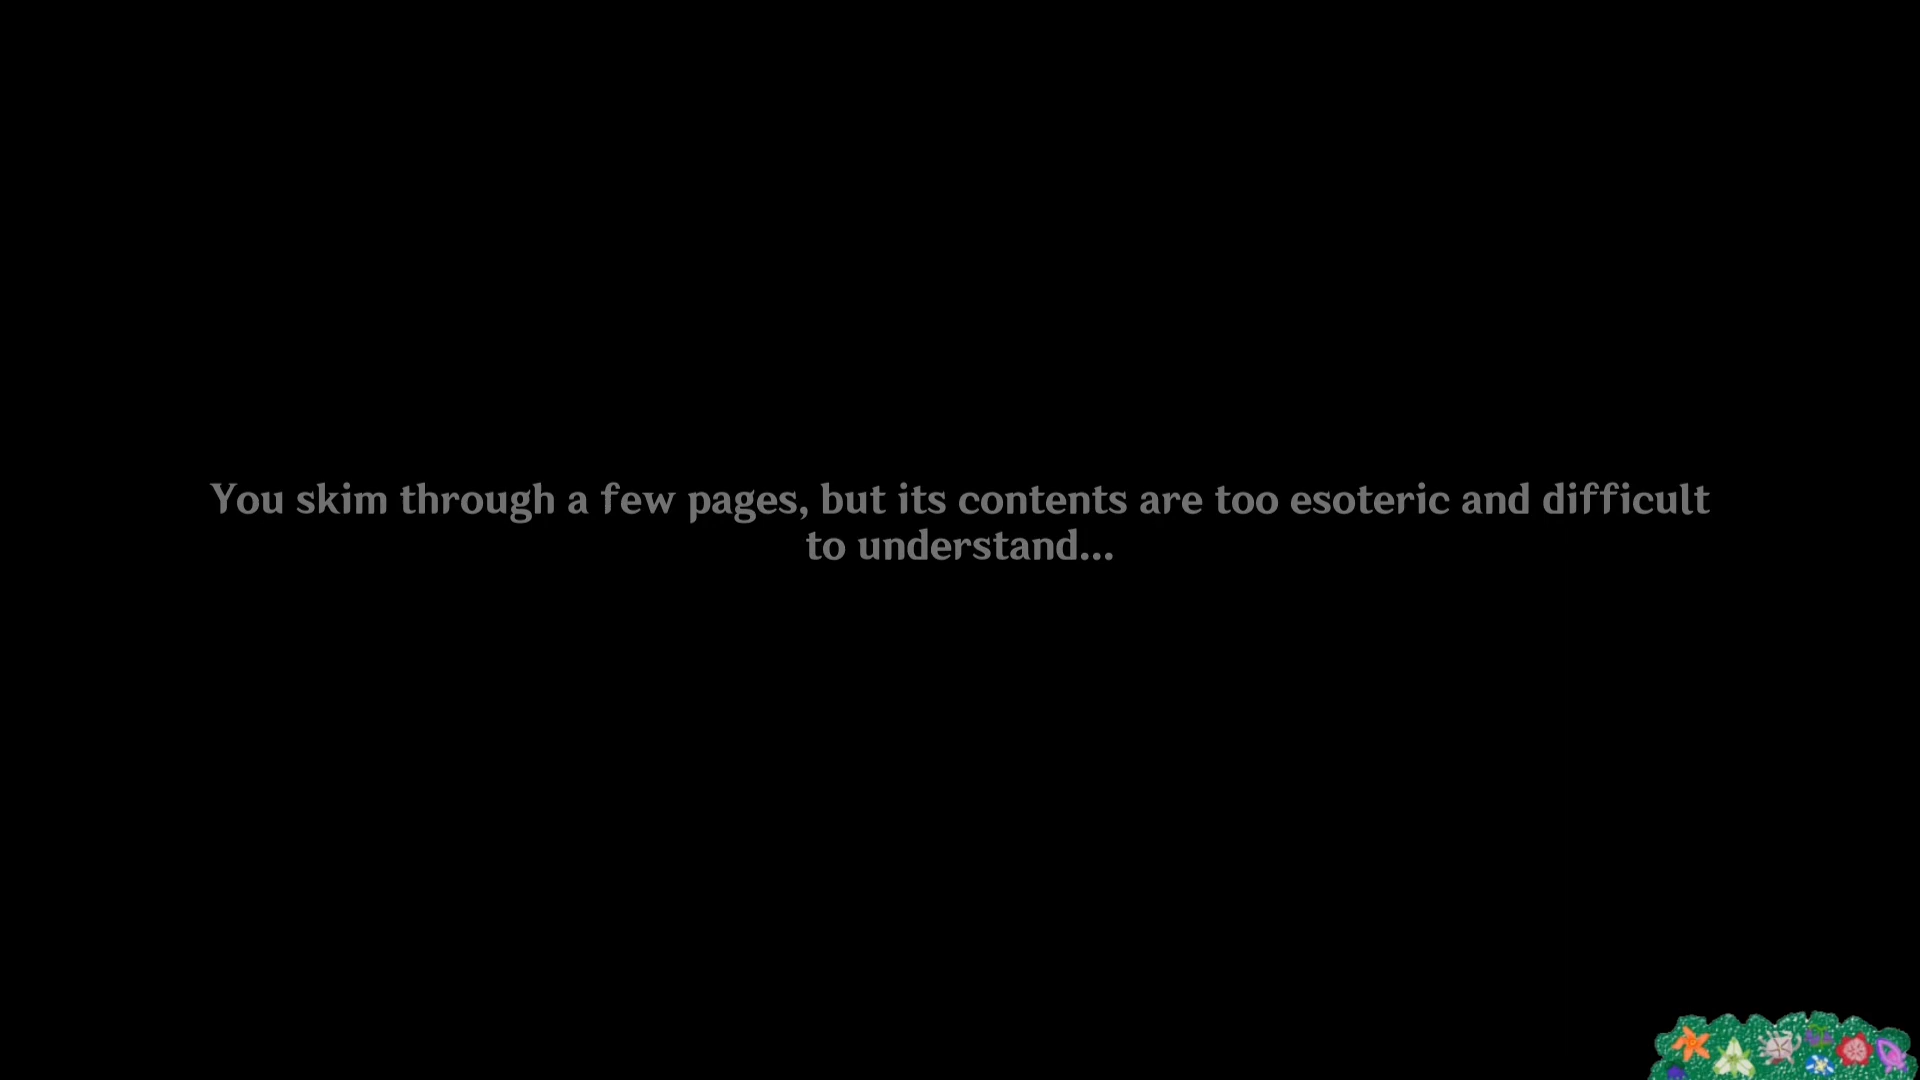 You skim through a few pages, but its contents are too esoteric and difficult
to understand...